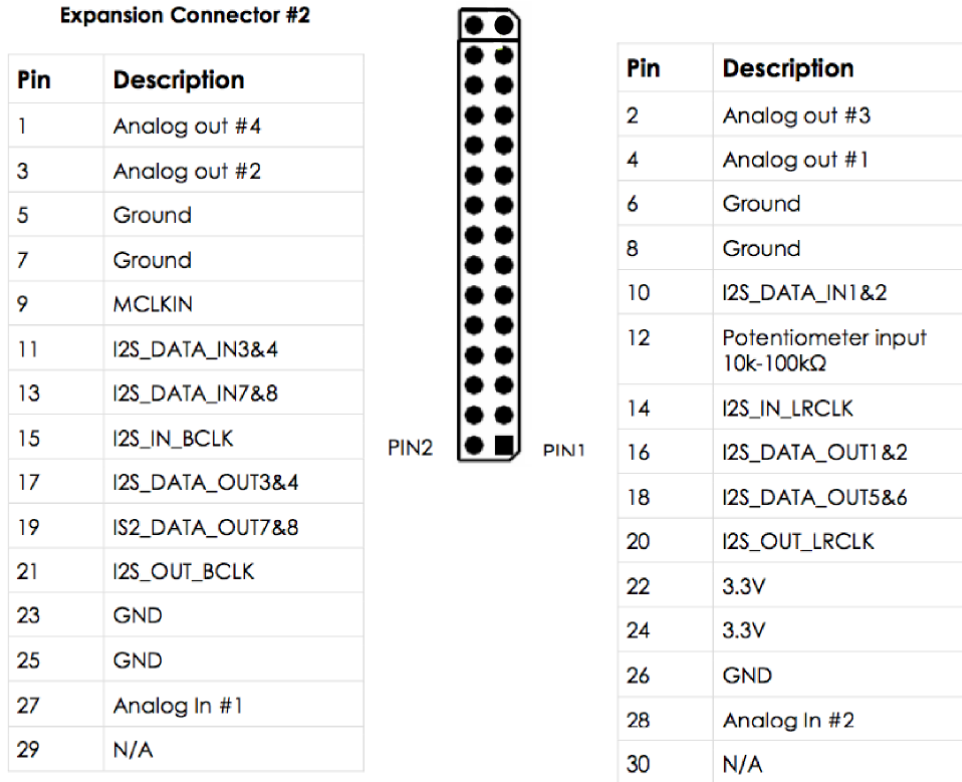 Expansion Connector #2
Pin Description
1 Analog out #4
3 Analog out #2
5 Ground
7 Ground
9 MCLKIN
11 I2S_DATA_IN3&4
13 I2S_DATA_IN7&8
15 I2S_IN_BCLK
17 I2S_DATA_OUT3&4
19 IS2_DATA_OUT7&8
21 I2S_OUT_BCLK
23 GND
25 GND
27 Analog In #1
29 N/A
PIN2 PIN1
Pin Description
2 Analog out #3
4 Analog out #1
6 Ground
8 Ground
10 I2S_DATA_IN1&2
12 Potentiometer input
10k-100kΩ
14 I2S_IN_LRCLK
16 I2S_DATA_OUT1&2
18 I2S_DATA_OUT5&6
20 I2S_OUT_LRCLK
22 3.3V
24 3.3V
26 GND
28 Analog In #2
30 N/A